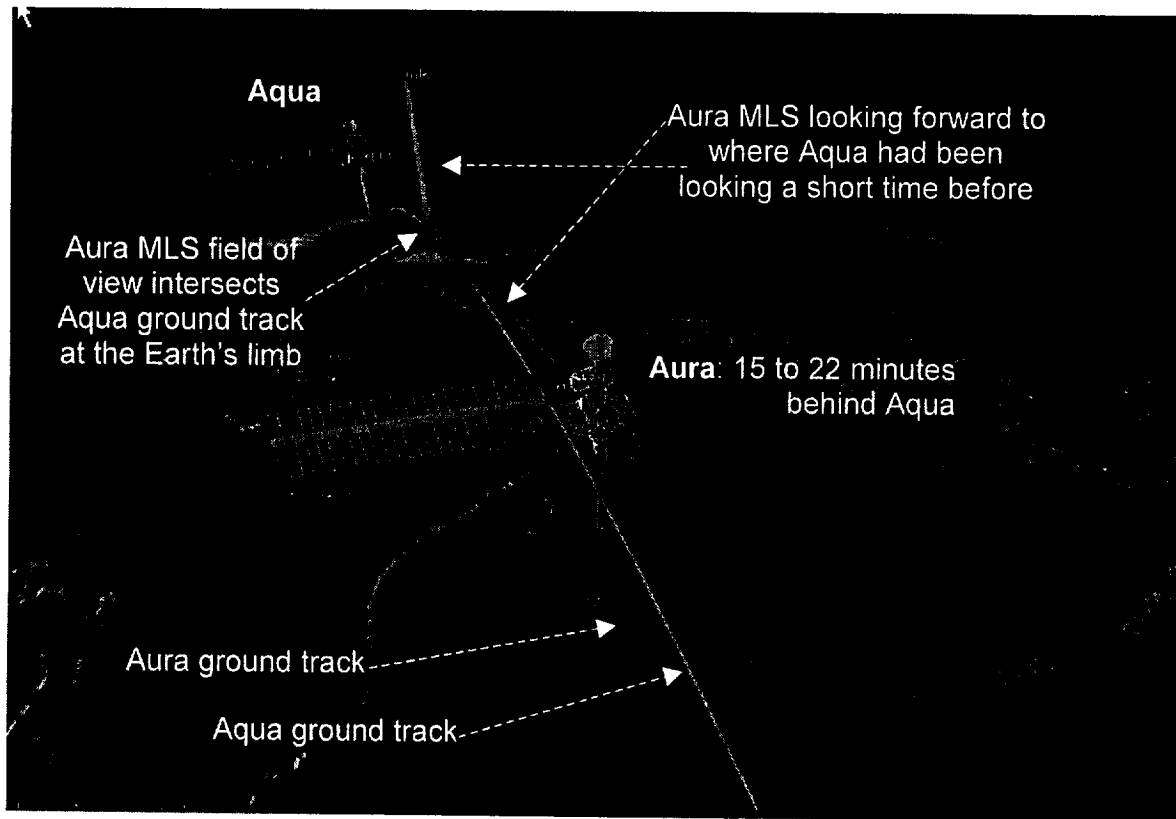 Aqua
Aura MLS looking forward to
where Aqua had been
looking a short time before
Aura MLS field of
view intersects
Aqua ground track
at the Earth's limb
Aura: 15 to 22 minutes
behind Aqua
Aura ground track
Aqua ground track